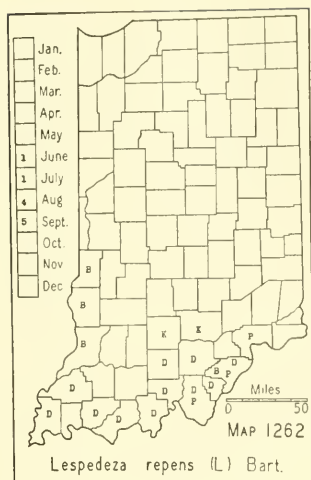 Jan.
Feb.
Mar.
Apr.
May
1 June
1 July
4 Aug
5 Sept.
Oct.
Nov
Dec
B
B
B
K K P
D D D
B P
D D D D D D D D
P
Miles
0 50
MAP 1262
Lespedeza repens (L) Bart.